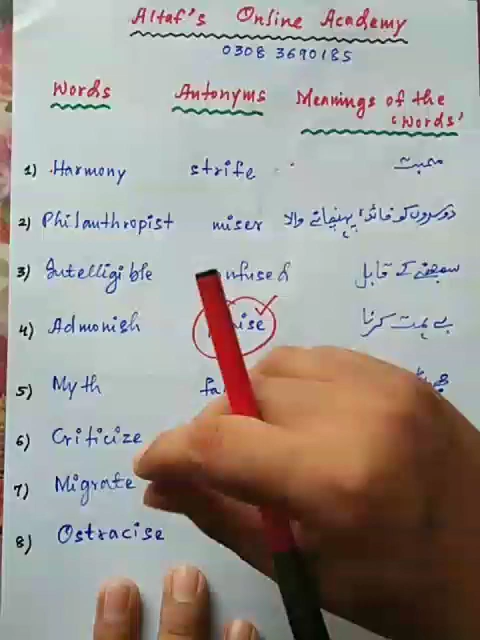 Altaf's Online Academy
0308 3690185
Words Antonyms Meanings of the
'Words'
1) Harmony strife محبت
2) Philanthropist miser دوسروں کو فائدہ پہنچانے والا
3) Intelligible سمجھنے کے قابل
4) Admonish بے ہمت کرنا
5) Myth
6) Criticize
7) Migrate
8) Ostracise